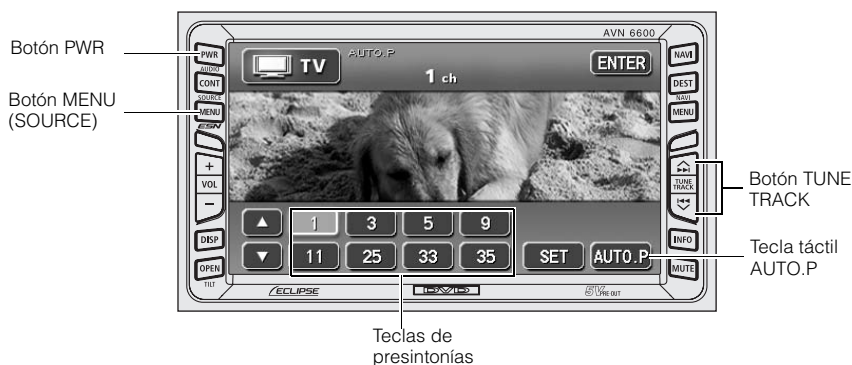 AVN 6600
Botón PWR
PWR
AUDIO
CONT
SOURCE
Botón MENU
(SOURCE)
MENU
ESN
+
VOL
−
DISP
OPEN
TILT
TV
AUTO.P
1 ch
ENTER
1 3 5 9
11 25 33 35
SET AUTO.P
NAVI
DEST
NAVI
MENU
TUNE
TRACK
INFO
MUTE
Botón TUNE
TRACK
Tecla táctil
AUTO.P
ECLIPSE
DVD
5V PRE OUT
Teclas de
presintonías